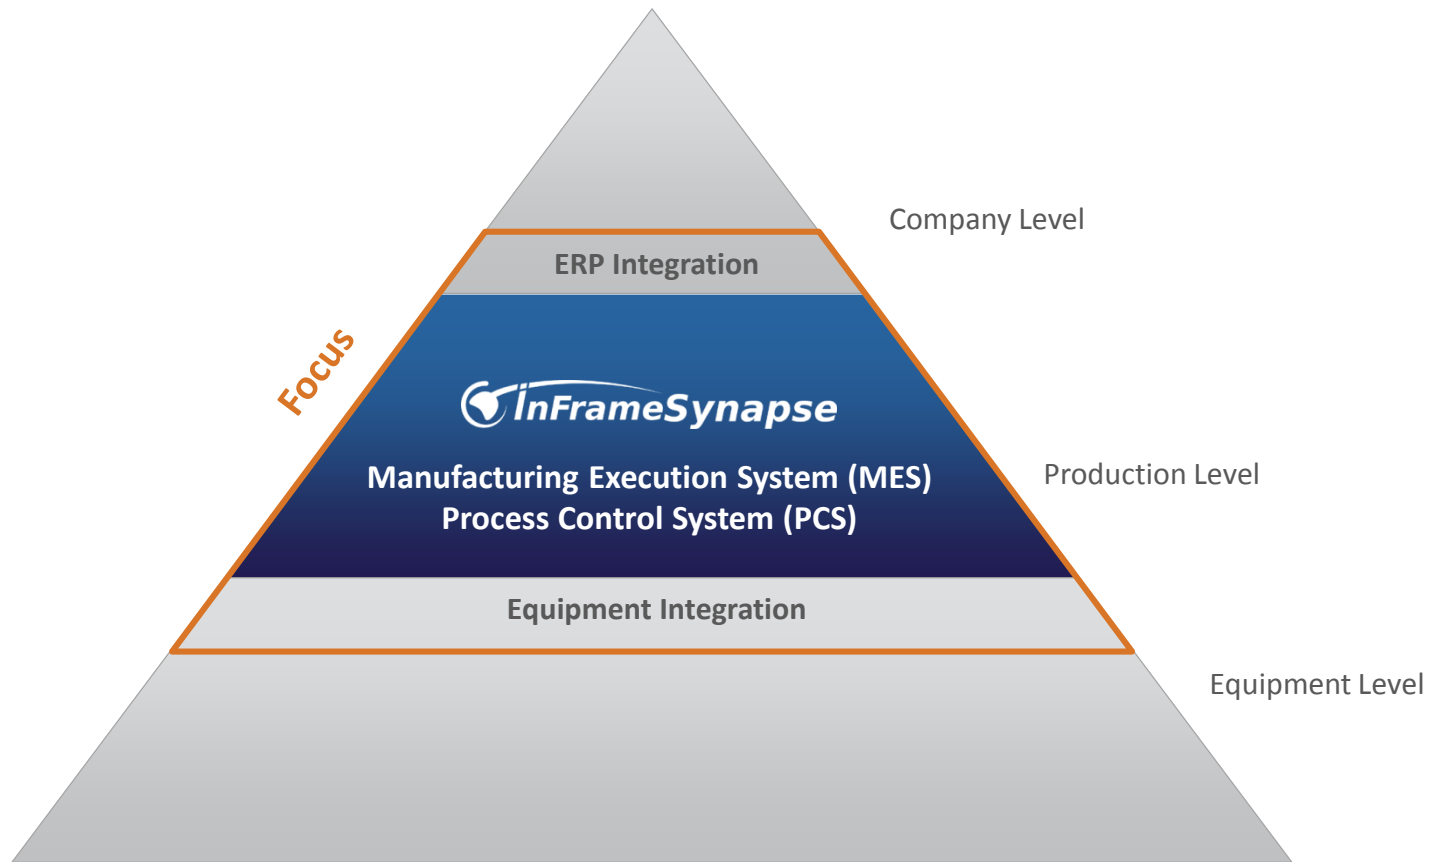 Company Level
ERP Integration
Focus
InFrameSynapse
Manufacturing Execution System (MES)
Production Level
Process Control System (PCS)
Equipment Integration
Equipment Level